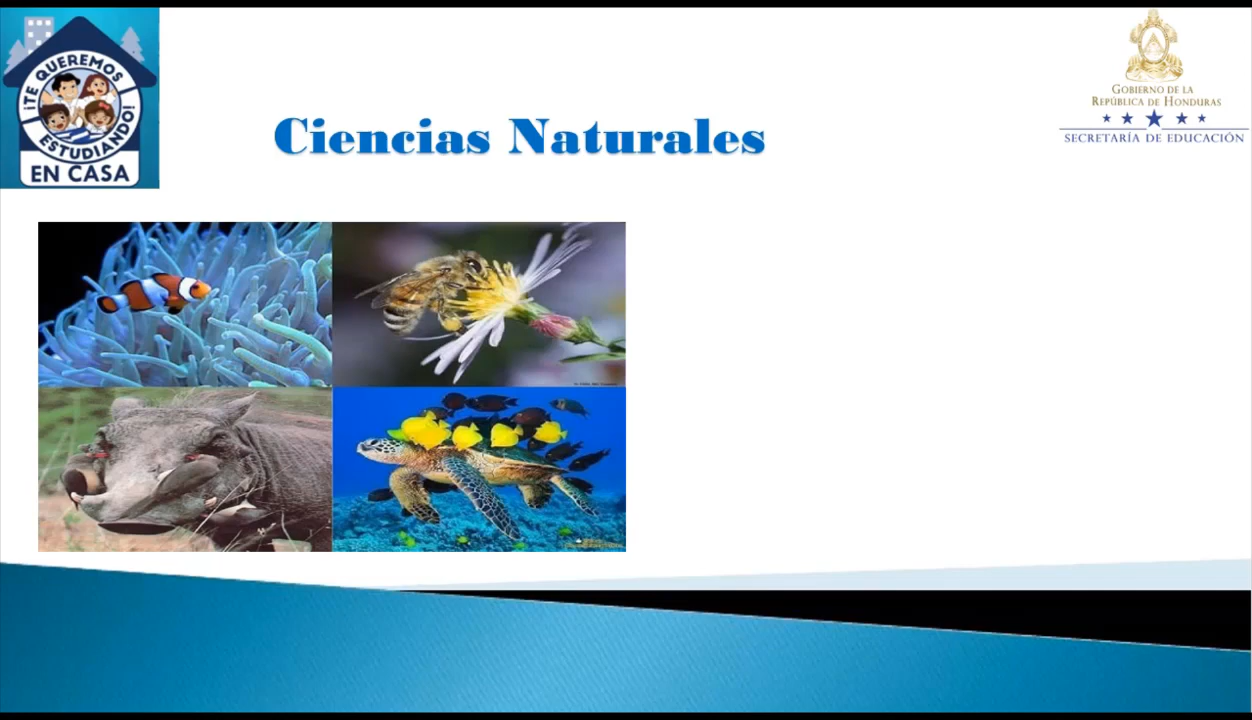 ¡TE QUEREMOS
ESTUDIANDO!
EN CASA
Ciencias Naturales
GOBIERNO DE LA
REPÚBLICA DE HONDURAS
SECRETARÍA DE EDUCACIÓN